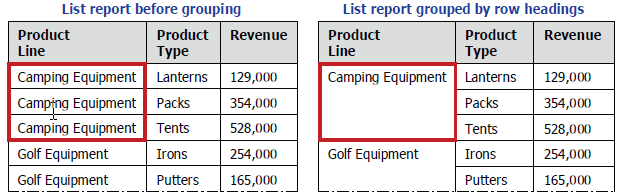 List report before grouping
Product Line Product Type Revenue
Camping Equipment Lanterns 129,000
Camping Equipment Packs 354,000
Camping Equipment Tents 528,000
Golf Equipment Irons 254,000
Golf Equipment Putters 165,000
List report grouped by row headings
Product Line Product Type Revenue
Camping Equipment Lanterns 129,000
Packs 354,000
Tents 528,000
Golf Equipment Irons 254,000
Putters 165,000